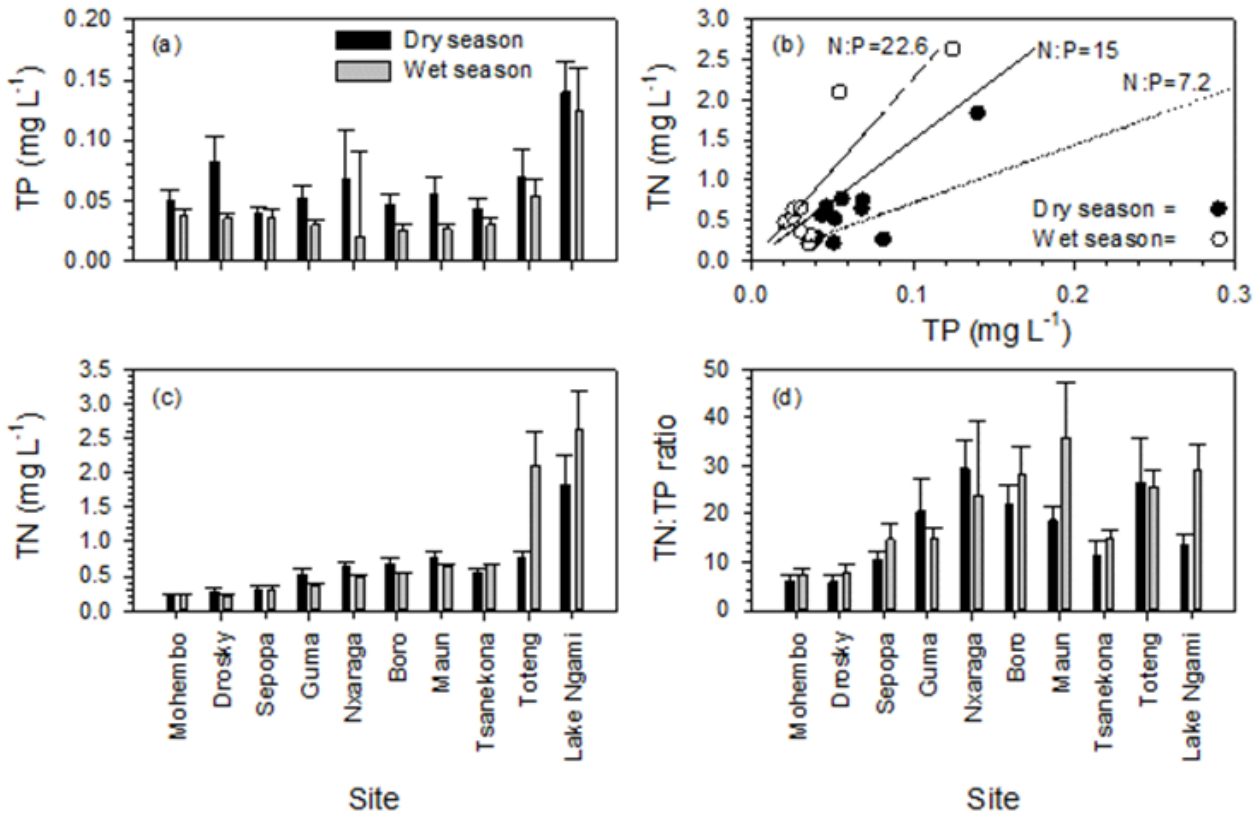 (a)
Dry season
Wet season
TP (mg L⁻¹)
0.20
0.15
0.10
0.05
0.00
(b)
N:P=22.6
N:P=15
N:P=7.2
Dry season =
Wet season=
TN (mg L⁻¹)
3.0
2.5
2.0
1.5
1.0
0.5
0.0
0.0
0.1
0.2
0.3
TP (mg L⁻¹)
(c)
TN (mg L⁻¹)
3.5
3.0
2.5
2.0
1.5
1.0
0.5
0.0
Mohembo
Drosky
Sepopa
Guma
Nxaraga
Boro
Maun
Tsanekona
Toteng
Lake Ngami
Site
(d)
TN:TP ratio
50
40
30
20
10
0
Mohembo
Drosky
Sepopa
Guma
Nxaraga
Boro
Maun
Tsanekona
Toteng
Lake Ngami
Site